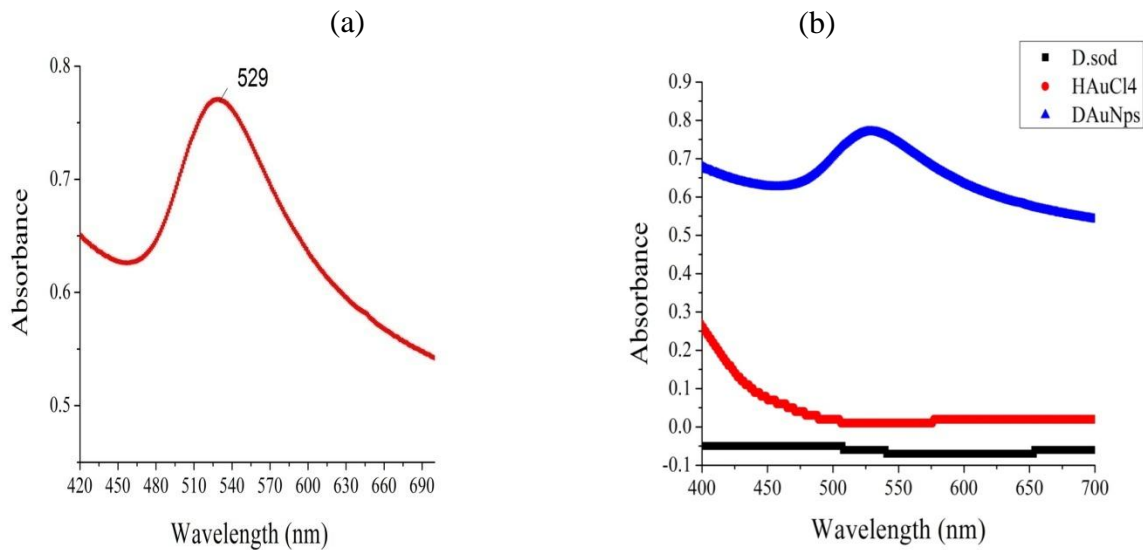 (a)
529
0.8
0.7
0.6
0.5
Absorbance
420 450 480 510 540 570 600 630 660 690
Wavelength (nm)
(b)
D.sod
HAuCl4
DAuNps
0.9
0.8
0.7
0.6
0.5
0.4
0.3
0.2
0.1
0.0
-0.1
Absorbance
400 450 500 550 600 650 700
Wavelength (nm)